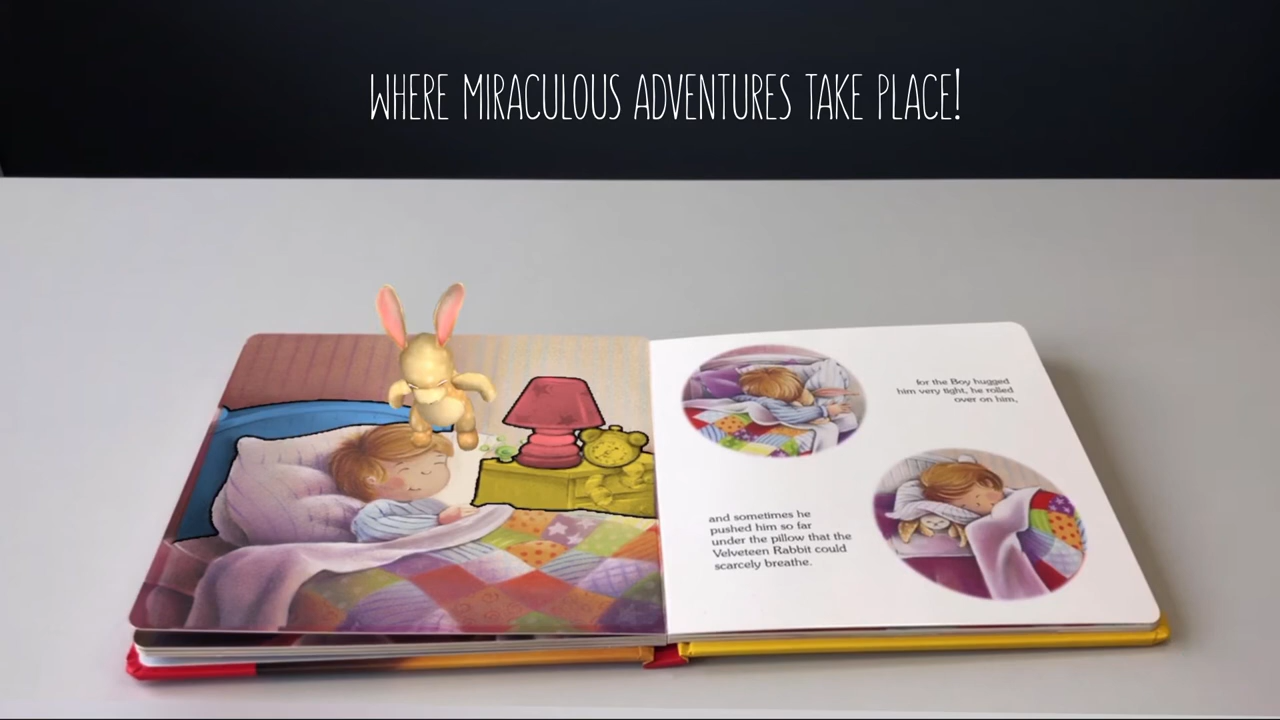 WHERE MIRACULOUS ADVENTURES TAKE PLACE!
for the Boy hugged
him very tight, he rolled
over on him,
and sometimes he
pushed him so far
under the pillow that the
Velveteen Rabbit could
scarcely breathe.